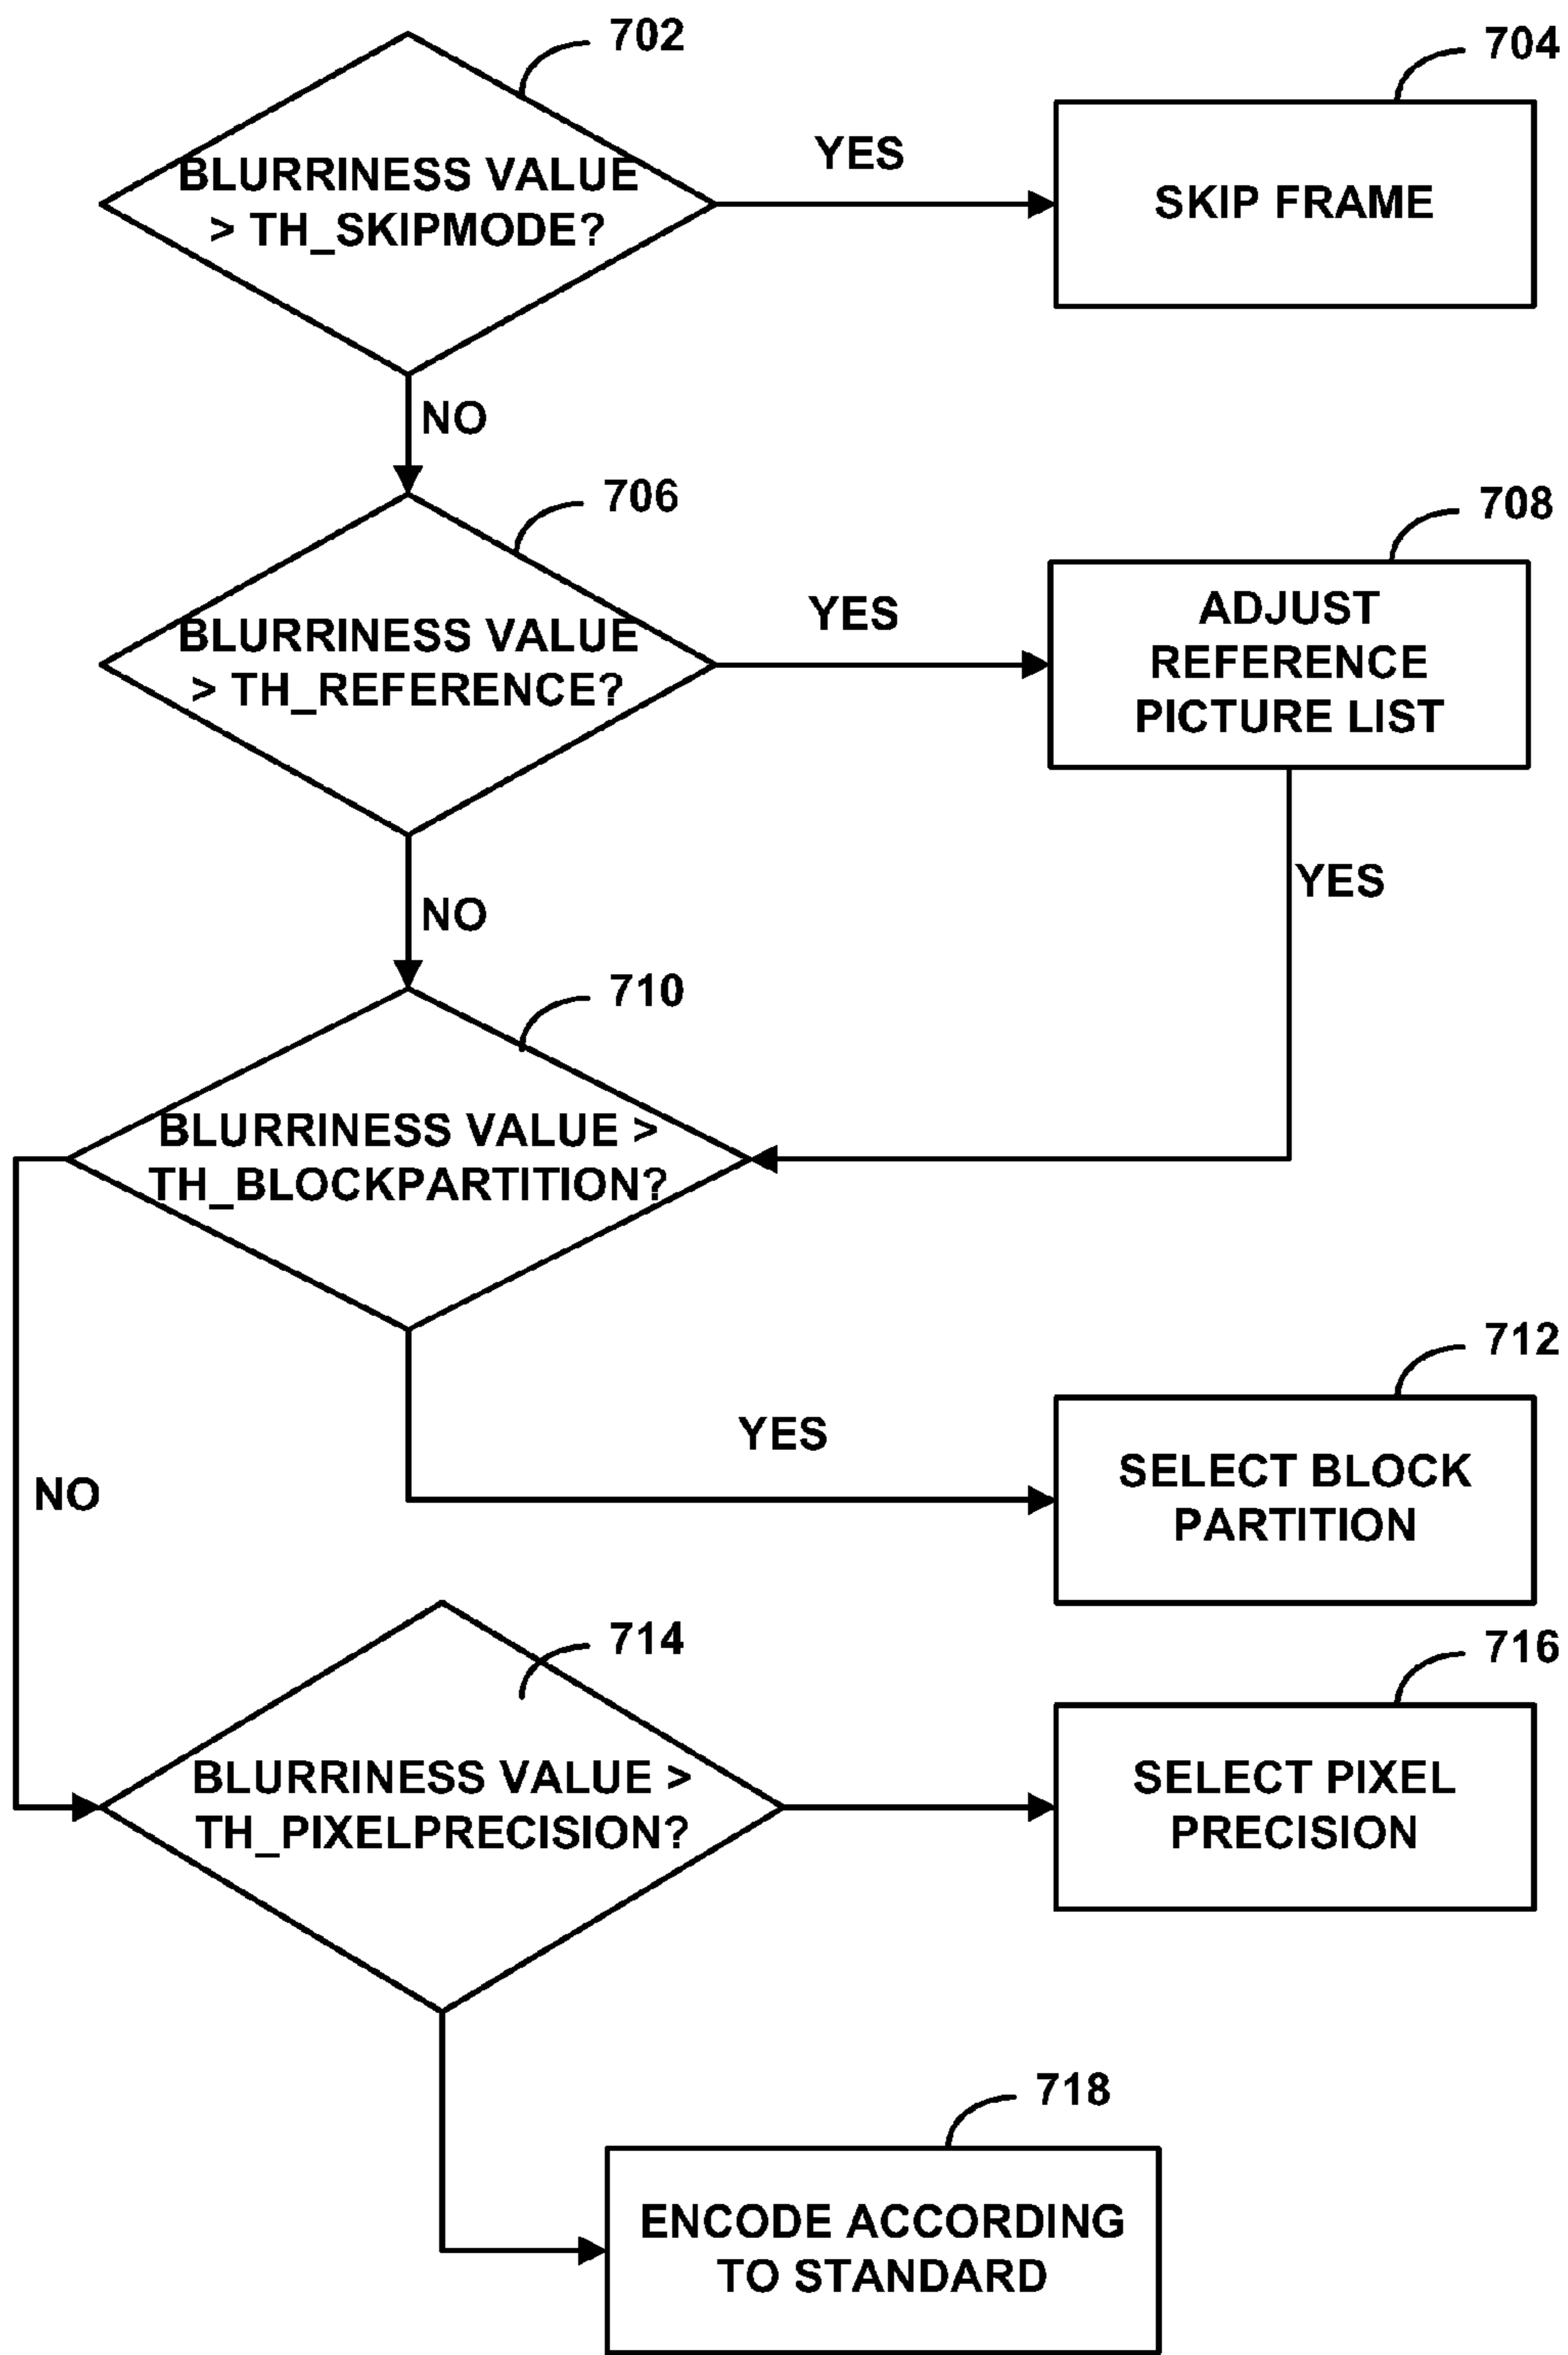 702
704
BLURRINESS VALUE
> TH_SKIPMODE?
YES
SKIP FRAME
NO
706
708
BLURRINESS VALUE
> TH_REFERENCE?
YES
ADJUST
REFERENCE
PICTURE LIST
YES
NO
710
BLURRINESS VALUE >
TH_BLOCKPARTITION?
712
YES
SELECT BLOCK
PARTITION
NO
714
716
BLURRINESS VALUE >
TH_PIXELPRECISION?
SELECT PIXEL
PRECISION
718
ENCODE ACCORDING
TO STANDARD